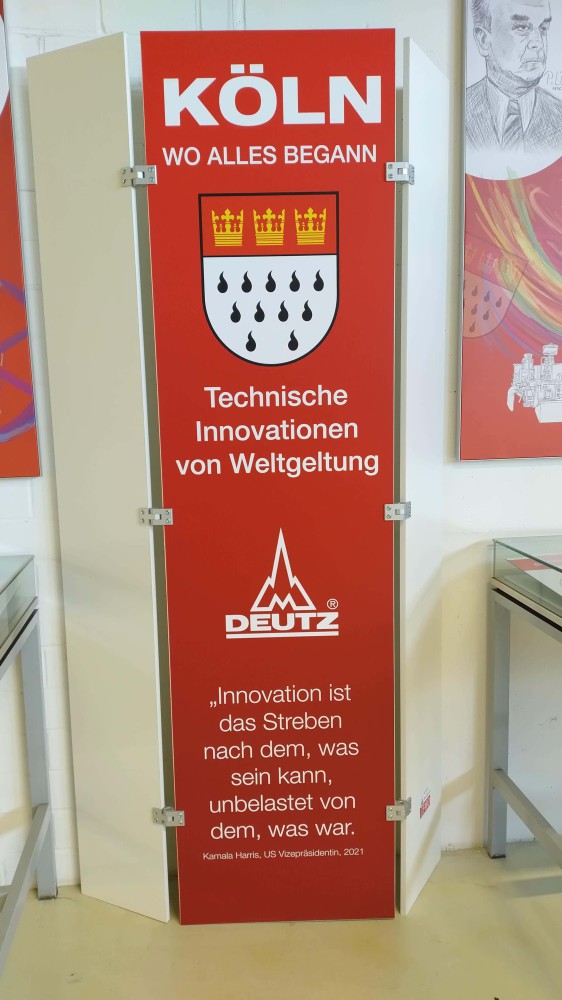 KÖLN
WO ALLES BEGANN
Technische
Innovationen
von Weltgeltung
DEUTZ®
„Innovation ist
das Streben
nach dem, was
sein kann,
unbelastet von
dem, was war.
Kamala Harris, US Vizepräsidentin, 2021